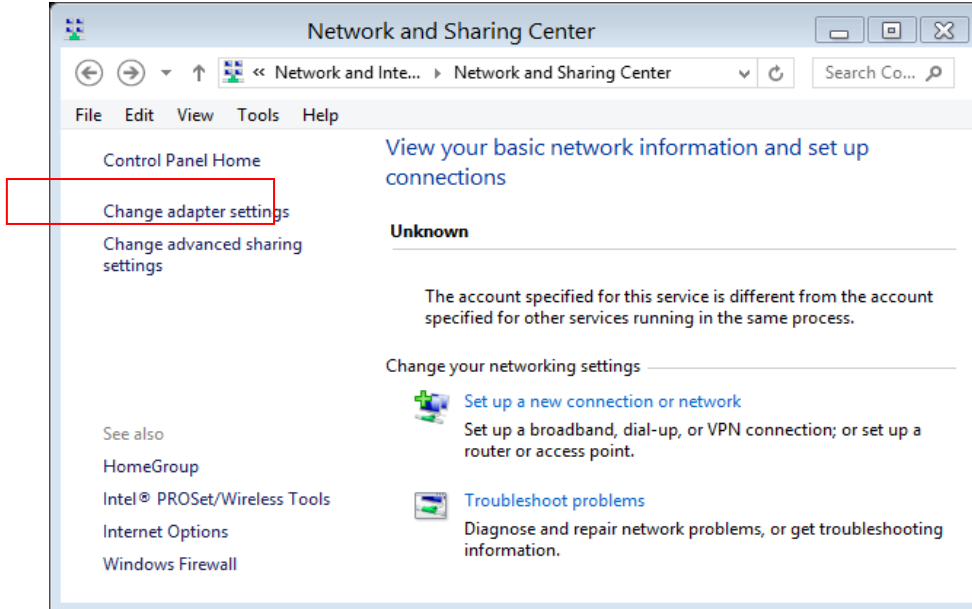 Network and Sharing Center
« Network and Inte... Network and Sharing Center
Search Co...
File Edit View Tools Help
Control Panel Home
Change adapter settings
Change advanced sharing
settings
View your basic network information and set up
connections
Unknown
The account specified for this service is different from the account
specified for other services running in the same process.
Change your networking settings
Set up a new connection or network
Set up a broadband, dial-up, or VPN connection; or set up a
router or access point.
Troubleshoot problems
Diagnose and repair network problems, or get troubleshooting
information.
See also
HomeGroup
Intel® PROSet/Wireless Tools
Internet Options
Windows Firewall